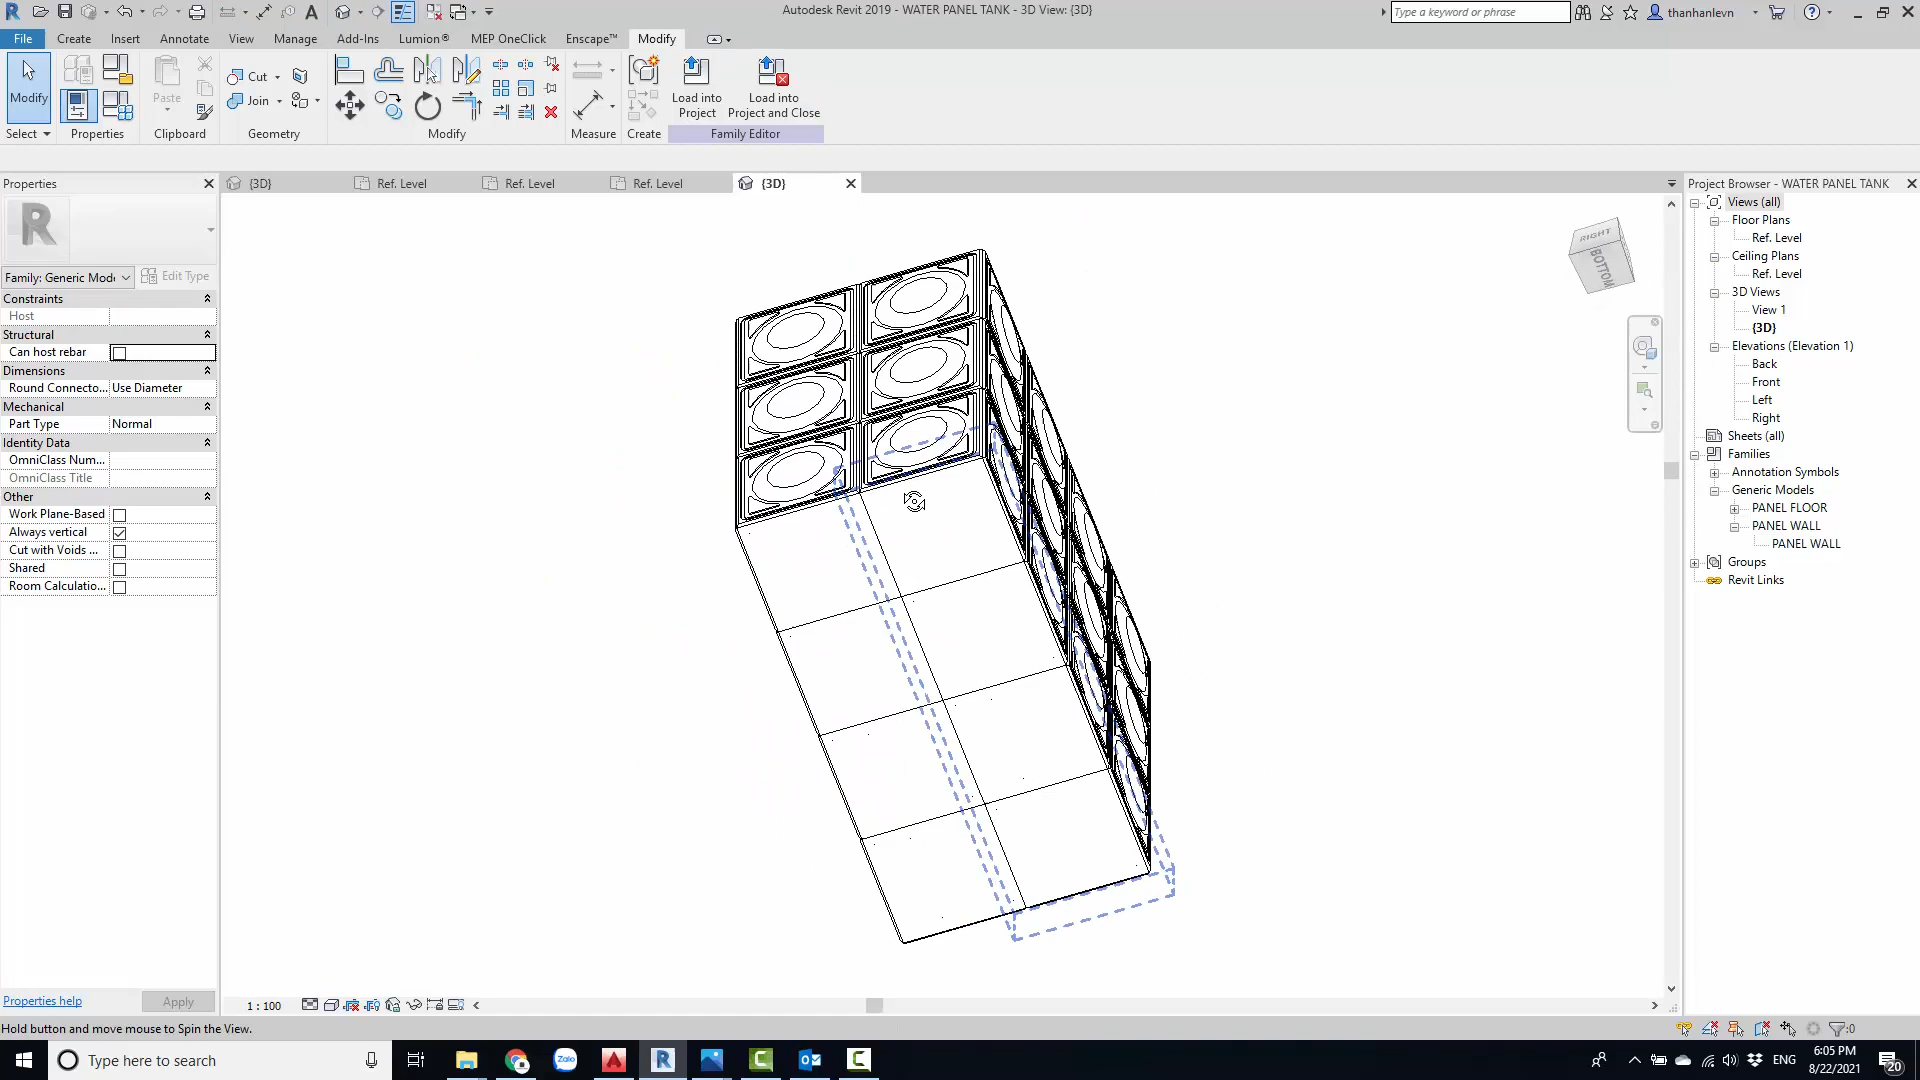 Autodesk Revit 2019 - WATER PANEL TANK - 3D View: {3D}
Type a keyword or phrase
thanhanlevn
File
Create
Insert
Annotate
View
Manage
Add-Ins
Lumion®
MEP OneClick
Enscape™
Modify
Modify
Select
Properties
Paste
Clipboard
Cut
Join
Geometry
Modify
Measure
Create
Load into
Project
Load into
Project and Close
Family Editor
Properties
{3D}
Ref. Level
Ref. Level
Ref. Level
{3D}
Project Browser - WATER PANEL TANK
Family: Generic Mode
Edit Type
Constraints
Host
Structural
Can host rebar
Dimensions
Round Connecto... Use Diameter
Mechanical
Part Type Normal
Identity Data
OmniClass Num...
OmniClass Title
Other
Work Plane-Based
Always vertical
Cut with Voids ...
Shared
Room Calculatio...
Properties help
Apply
RIGHT
BOTTOM
Views (all)
Floor Plans
Ref. Level
Ceiling Plans
Ref. Level
3D Views
View 1
{3D}
Elevations (Elevation 1)
Back
Front
Left
Right
Sheets (all)
Families
Annotation Symbols
Generic Models
PANEL FLOOR
PANEL WALL
PANEL WALL
Groups
Revit Links
1 : 100
Hold button and move mouse to Spin the View.
:0
Type here to search
Zalo
ENG
6:05 PM
8/22/2021
20